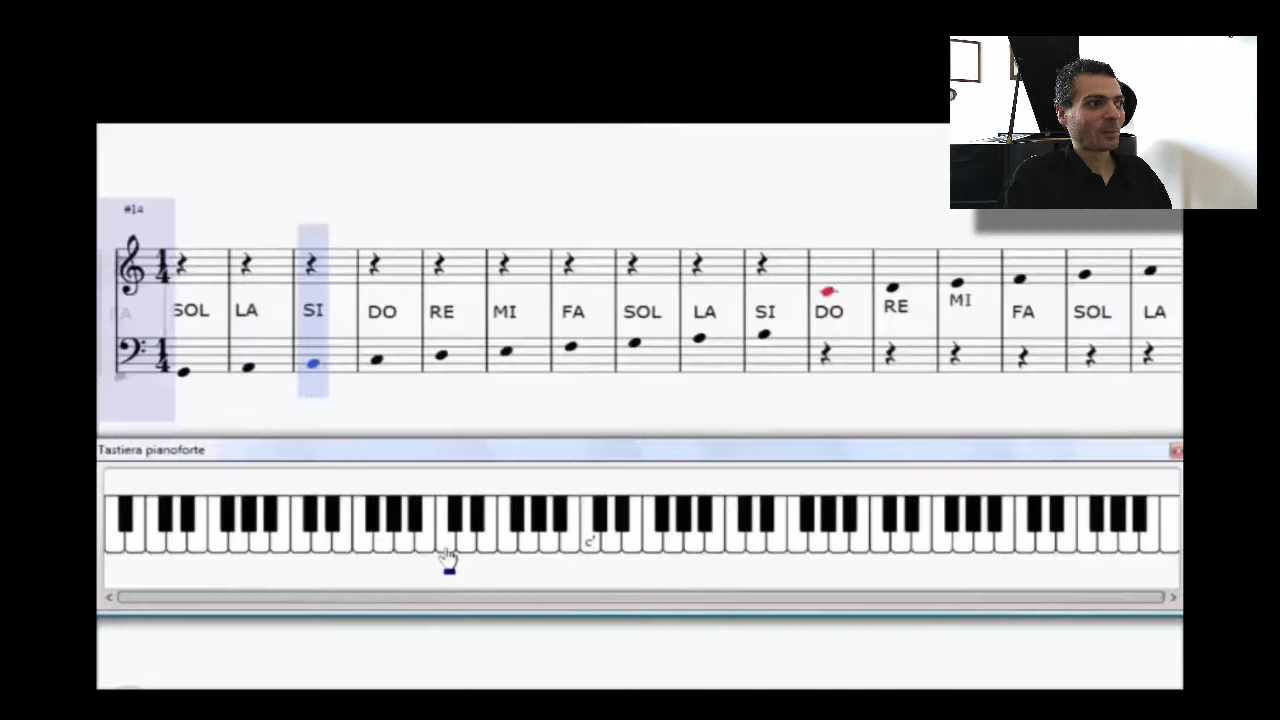 #14
SOL LA SI DO RE MI FA SOL LA SI DO RE MI FA SOL LA
Tastiera pianoforte
c'